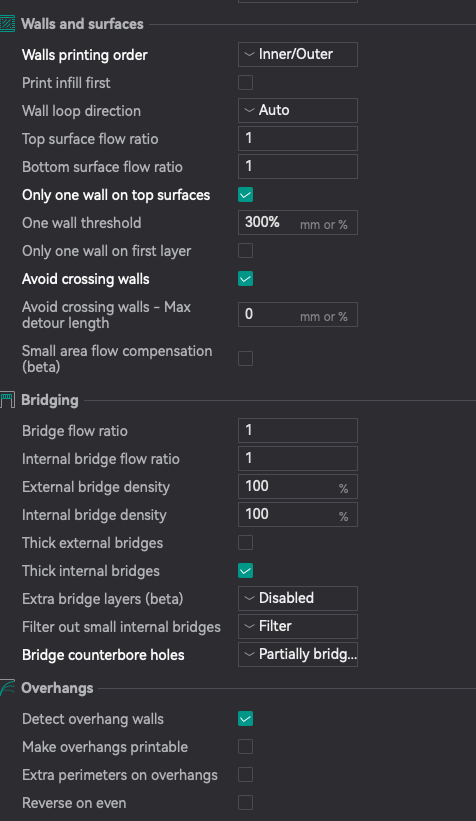 Walls and surfaces
Walls printing order Inner/Outer
Print infill first
Wall loop direction Auto
Top surface flow ratio 1
Bottom surface flow ratio 1
Only one wall on top surfaces
One wall threshold 300% mm or %
Only one wall on first layer
Avoid crossing walls
Avoid crossing walls - Max
detour length 0 mm or %
Small area flow compensation
(beta)
Bridging
Bridge flow ratio 1
Internal bridge flow ratio 1
External bridge density 100 %
Internal bridge density 100 %
Thick external bridges
Thick internal bridges
Extra bridge layers (beta) Disabled
Filter out small internal bridges Filter
Bridge counterbore holes Partially bridg...
Overhangs
Detect overhang walls
Make overhangs printable
Extra perimeters on overhangs
Reverse on even